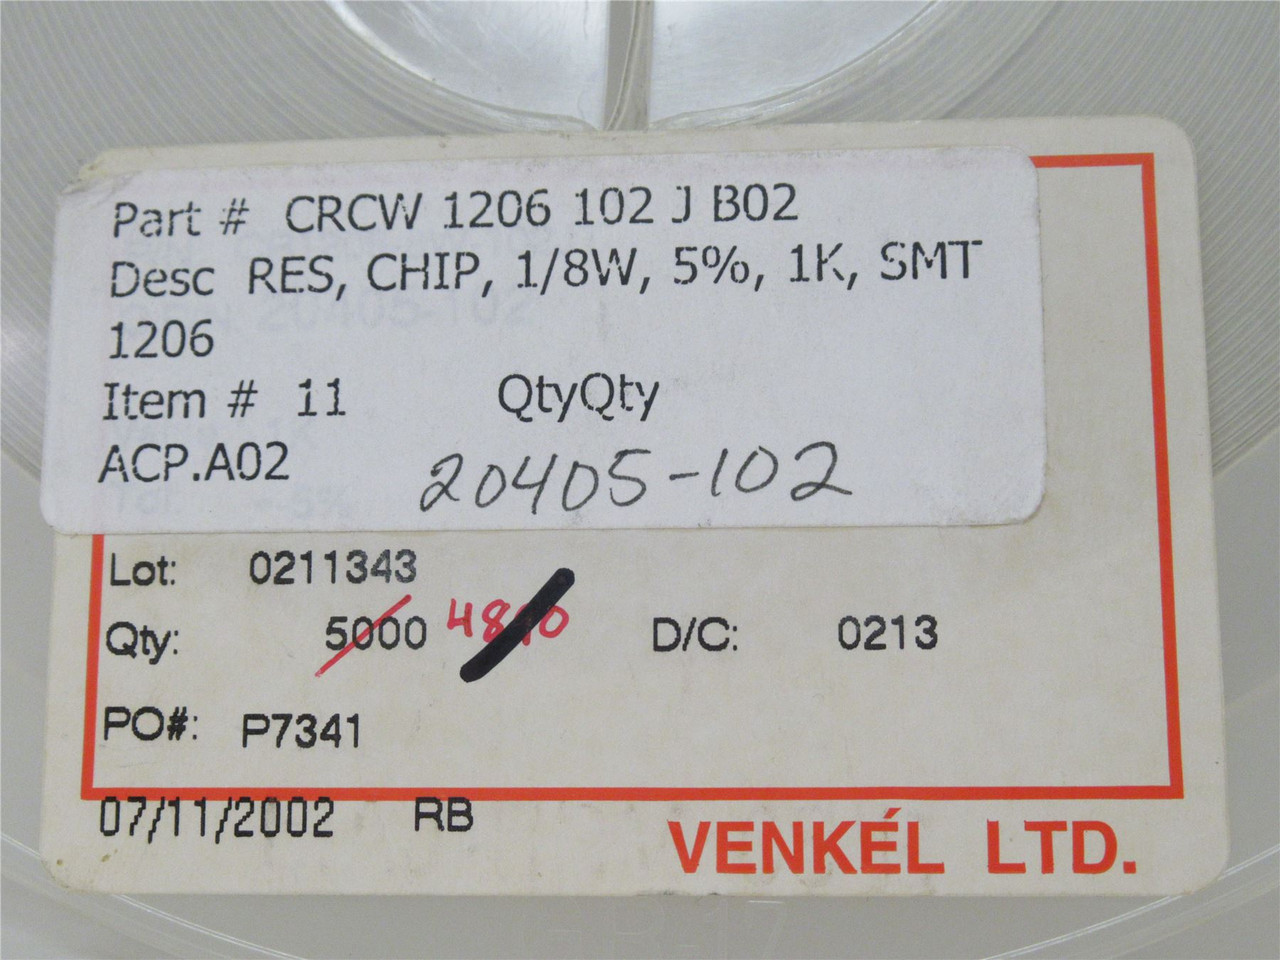 Part # CRCW 1206 102 J B02
Desc RES, CHIP, 1/8W, 5%, 1K, SMT
1206
Item # 11 QtyQty
ACP.A02
20405-102
Lot: 0211343
Qty: 5000 D/C: 0213
PO#: P7341
07/11/2002 RB
VENKÉL LTD.